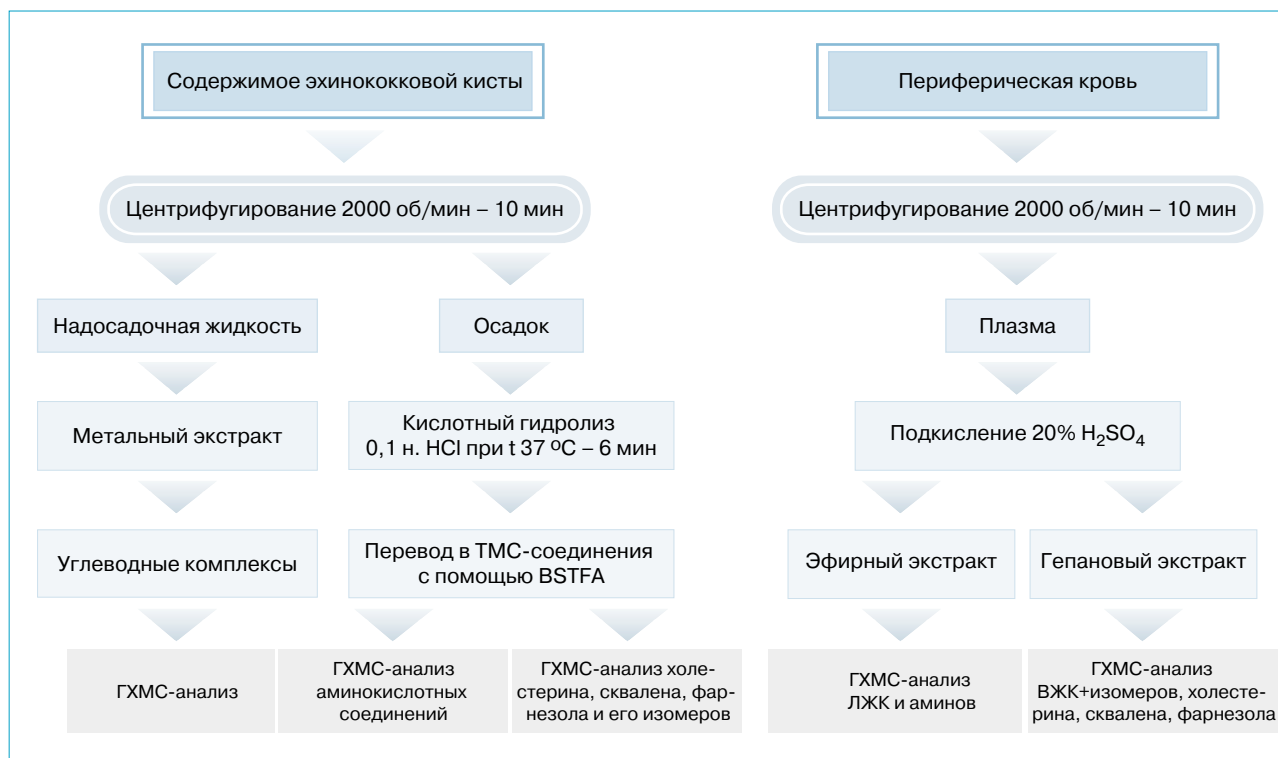 Содержимое эхинококковой кисты
Периферическая кровь
Центрифугирование 2000 об/мин – 10 мин
Центрифугирование 2000 об/мин – 10 мин
Надосадочная жидкость
Осадок
Плазма
Метальный экстракт
Кислотный гидролиз
0,1 н. HCl при t 37 ºС – 6 мин
Подкисление 20% H₂SO₄
Углеводные комплексы
Перевод в ТМС-соединения
с помощью BSTFA
Эфирный экстракт
Гепановый экстракт
ГХМС-анализ
ГХМС-анализ
аминокислотных
соединений
ГХМС-анализ холе-
стерина, сквалена, фар-
незола и его изомеров
ГХМС-анализ
ЛЖК и аминов
ГХМС-анализ
ВЖК+изомеров, холесте-
рина, сквалена, фарнезола